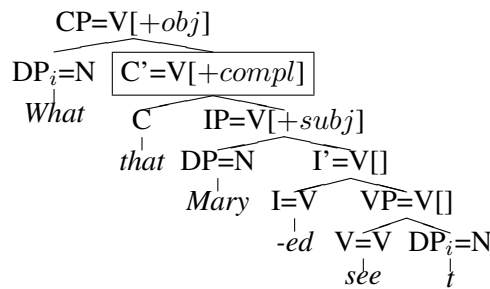 CP=V[+obj]
DP_i=N C'=V[+compl]
What
C IP=V[+subj]
that DP=N I'=V[]
Mary I=V VP=V[]
-ed V=V DP_i=N
see t